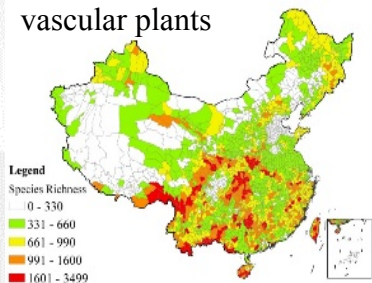 vascular plants
Legend
Species Richness
0 - 330
331 - 660
661 - 990
991 - 1600
1601 - 3499